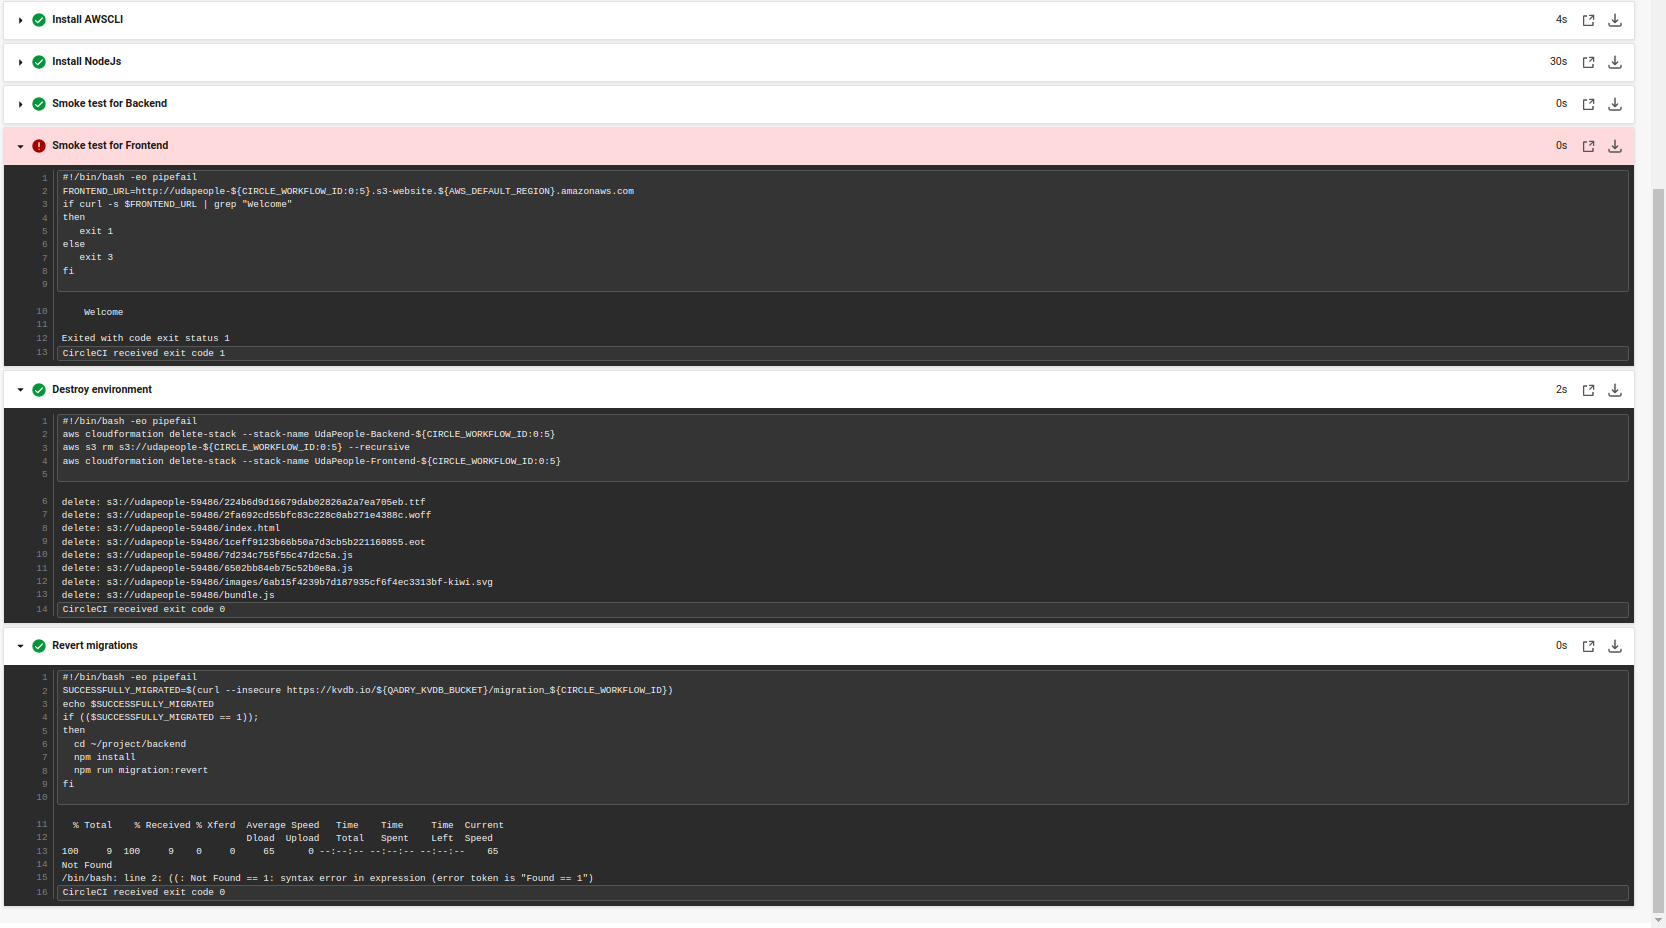 Install AWSCLI 4s
Install NodeJs 30s
Smoke test for Backend 0s
Smoke test for Frontend 0s
1 #!/bin/bash -eo pipefail
2 FRONTEND_URL=http://udapeople-${CIRCLE_WORKFLOW_ID:0:5}.s3-website.${AWS_DEFAULT_REGION}.amazonaws.com
3 if curl -s $FRONTEND_URL | grep "Welcome"
4 then
5    exit 1
6 else
7    exit 3
8 fi
9
10     Welcome
11
12 Exited with code exit status 1
13 CircleCI received exit code 1
Destroy environment 2s
1 #!/bin/bash -eo pipefail
2 aws cloudformation delete-stack --stack-name UdaPeople-Backend-${CIRCLE_WORKFLOW_ID:0:5}
3 aws s3 rm s3://udapeople-${CIRCLE_WORKFLOW_ID:0:5} --recursive
4 aws cloudformation delete-stack --stack-name UdaPeople-Frontend-${CIRCLE_WORKFLOW_ID:0:5}
5
6 delete: s3://udapeople-59486/224b6d9d16679dab02826a2a7ea705eb.ttf
7 delete: s3://udapeople-59486/2fa692cd55bfc83c228c0ab271e4388c.woff
8 delete: s3://udapeople-59486/index.html
9 delete: s3://udapeople-59486/1ceff9123b66b50a7d3cb5b221160855.eot
10 delete: s3://udapeople-59486/7d234c755f55c47d2c5a.js
11 delete: s3://udapeople-59486/6502bb84eb75c52b0e8a.js
12 delete: s3://udapeople-59486/images/6ab15f4239b7d187935cf6f4ec3313bf-kiwi.svg
13 delete: s3://udapeople-59486/bundle.js
14 CircleCI received exit code 0
Revert migrations 0s
1 #!/bin/bash -eo pipefail
2 SUCCESSFULLY_MIGRATED=$(curl --insecure https://kvdb.io/${QADRY_KVDB_BUCKET}/migration_${CIRCLE_WORKFLOW_ID})
3 echo $SUCCESSFULLY_MIGRATED
4 if (($SUCCESSFULLY_MIGRATED == 1));
5 then
6   cd ~/project/backend
7   npm install
8   npm run migration:revert
9 fi
10
11   % Total    % Received % Xferd  Average Speed   Time    Time     Time  Current
12                                  Dload  Upload   Total   Spent    Left  Speed
13 100     9  100     9    0     0     65      0 --:--:-- --:--:-- --:--:--    65
14 Not Found
15 /bin/bash: line 2: ((: Not Found == 1: syntax error in expression (error token is "Found == 1")
16 CircleCI received exit code 0